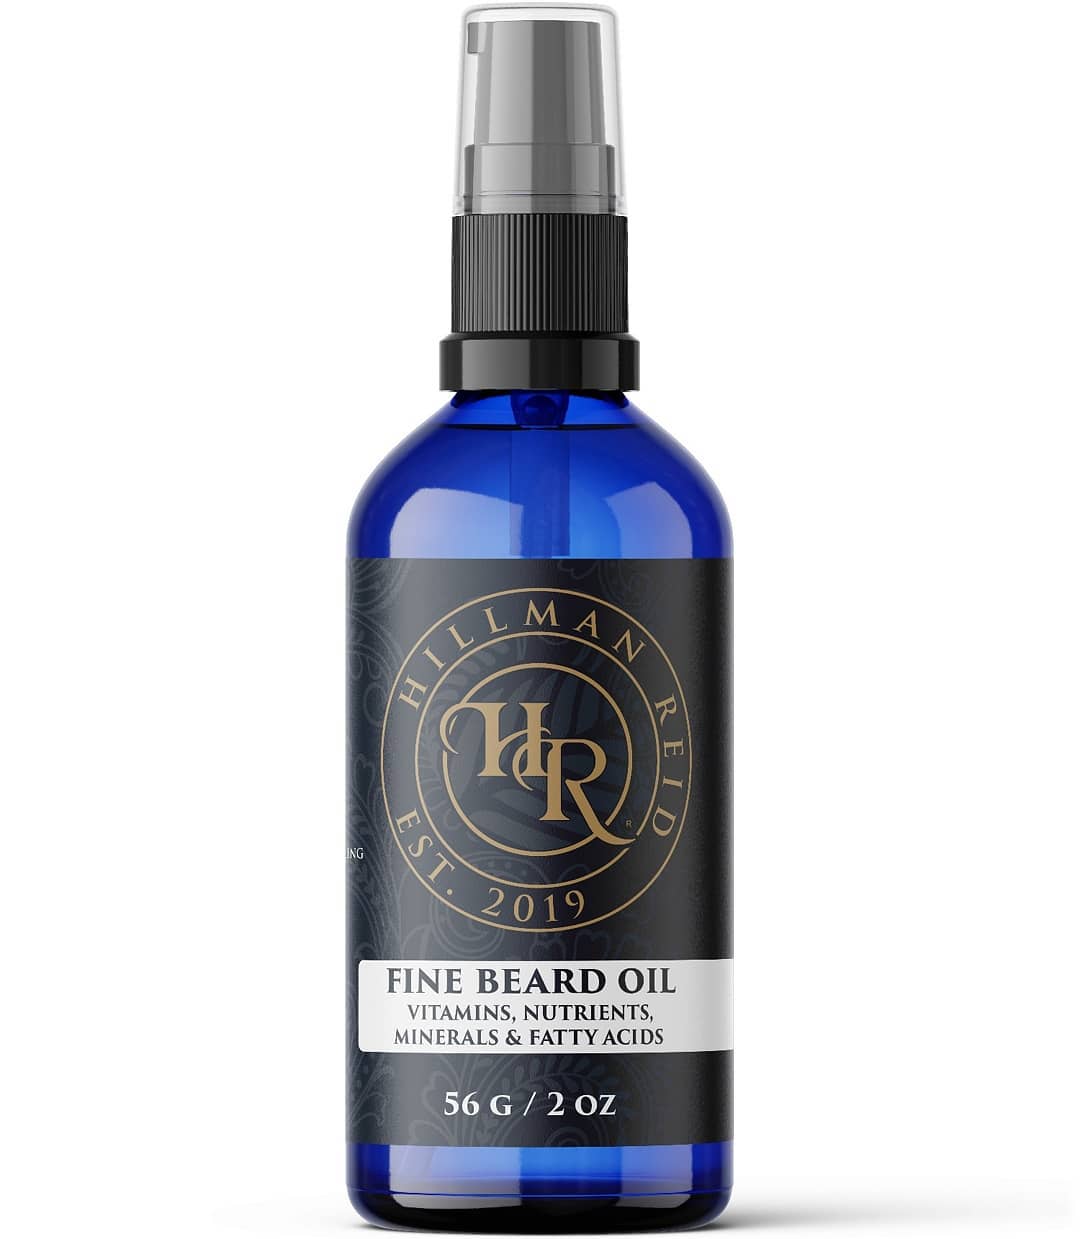 HILLMAN REID
HR
®
EST. 2019
FINE BEARD OIL
VITAMINS, NUTRIENTS,
MINERALS & FATTY ACIDS
56 G / 2 OZ